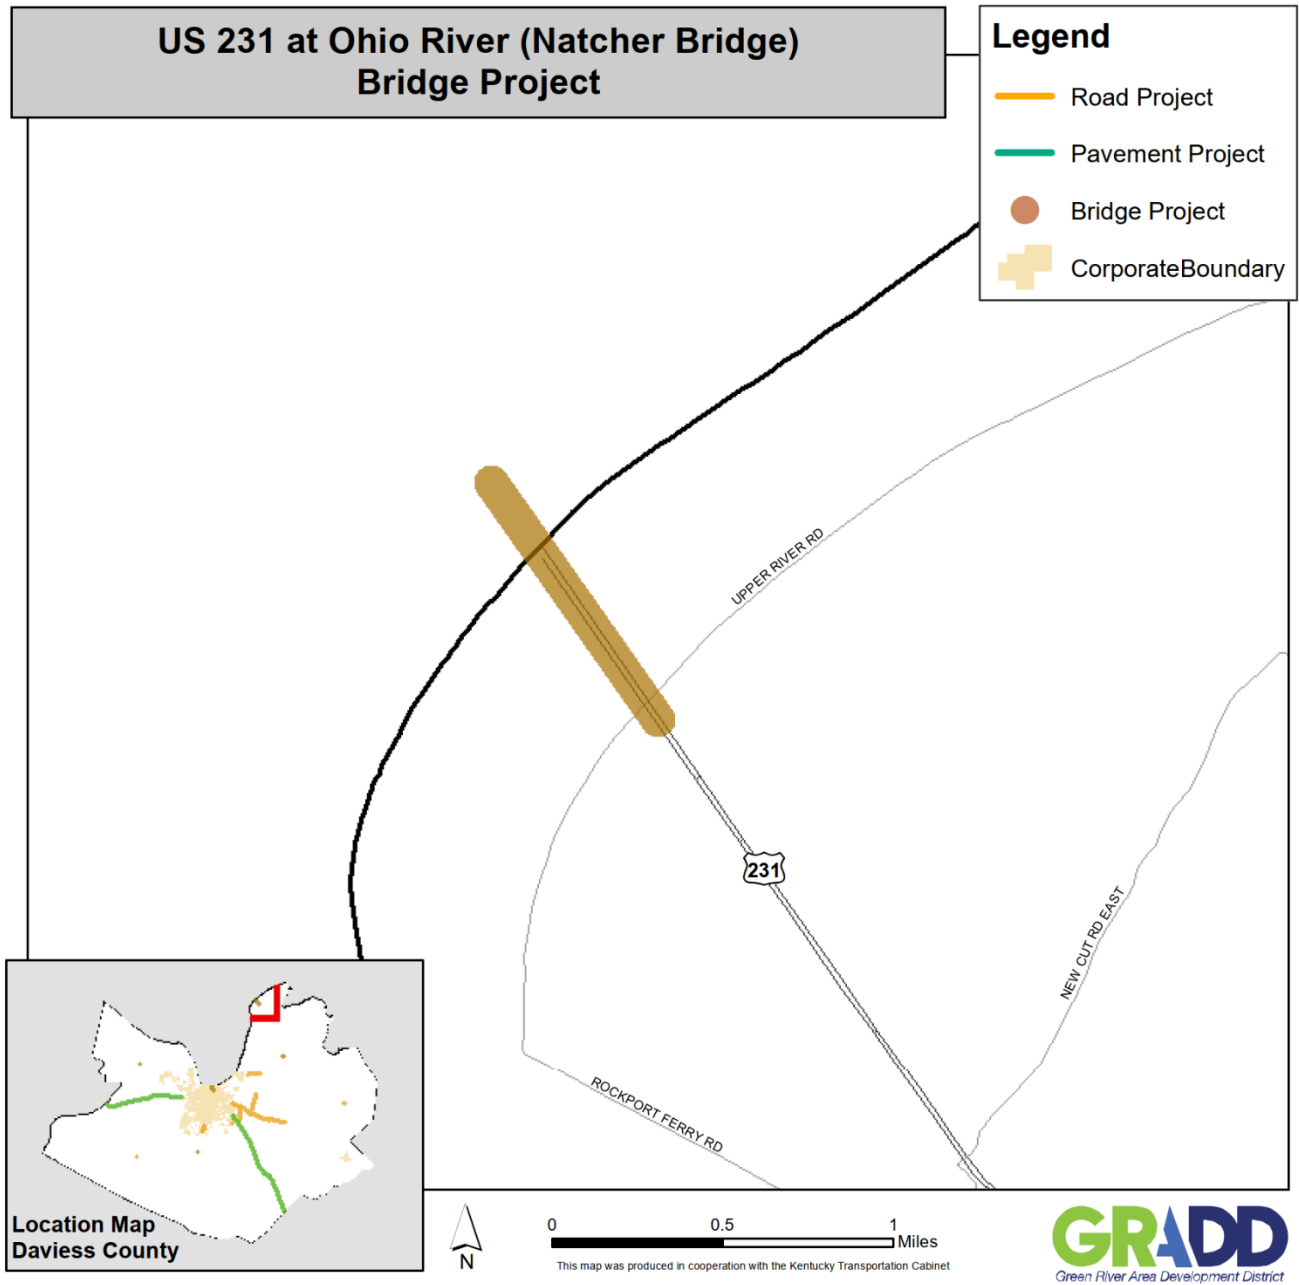 US 231 at Ohio River (Natcher Bridge)
Bridge Project
Legend
Road Project
Pavement Project
Bridge Project
CorporateBoundary
UPPER RIVER RD
231
NEW CUT RD EAST
ROCKPORT FERRY RD
Location Map
Daviess County
N
0 0.5 1
Miles
This map was produced in cooperation with the Kentucky Transportation Cabinet
GRADD
Green River Area Development District